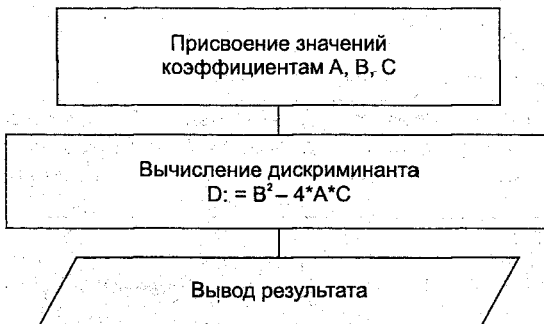 Присвоение значений
коэффициентам А, В, С
Вычисление дискриминанта
D: = B² – 4*A*C
Вывод результата